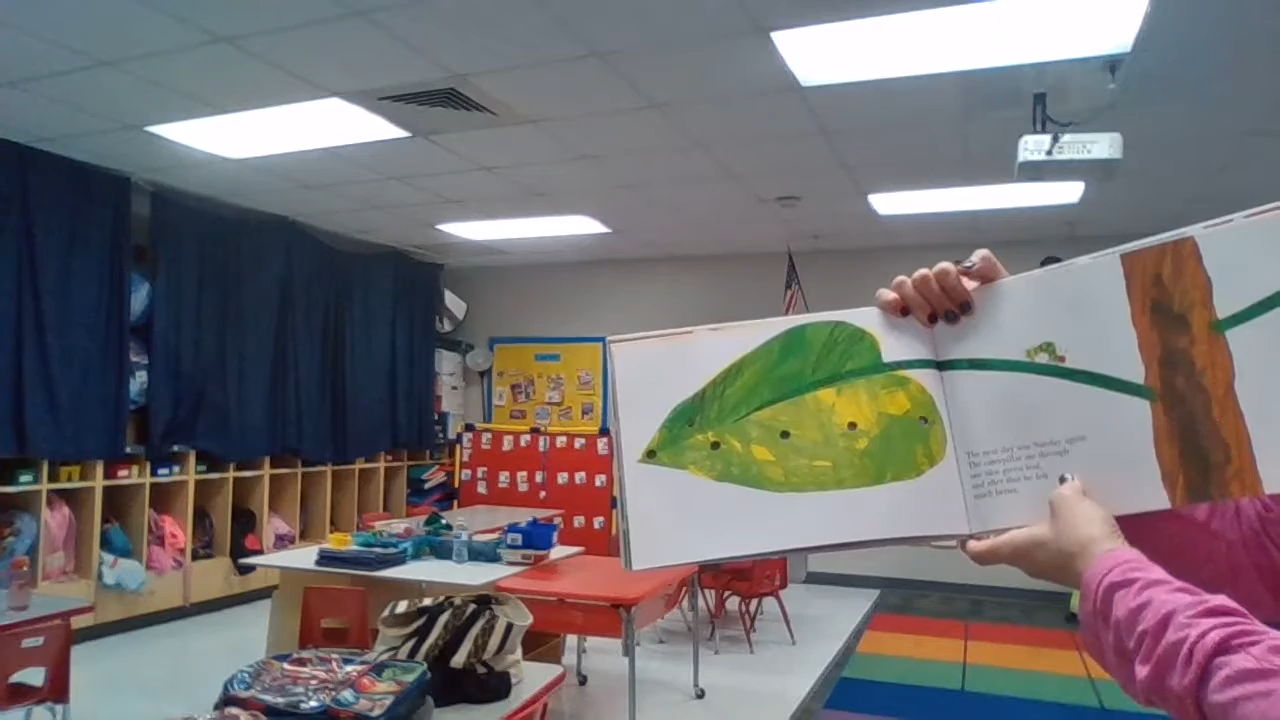 The next day was Sunday again.
The caterpillar ate through
one nice green leaf,
and after that he felt
much better.